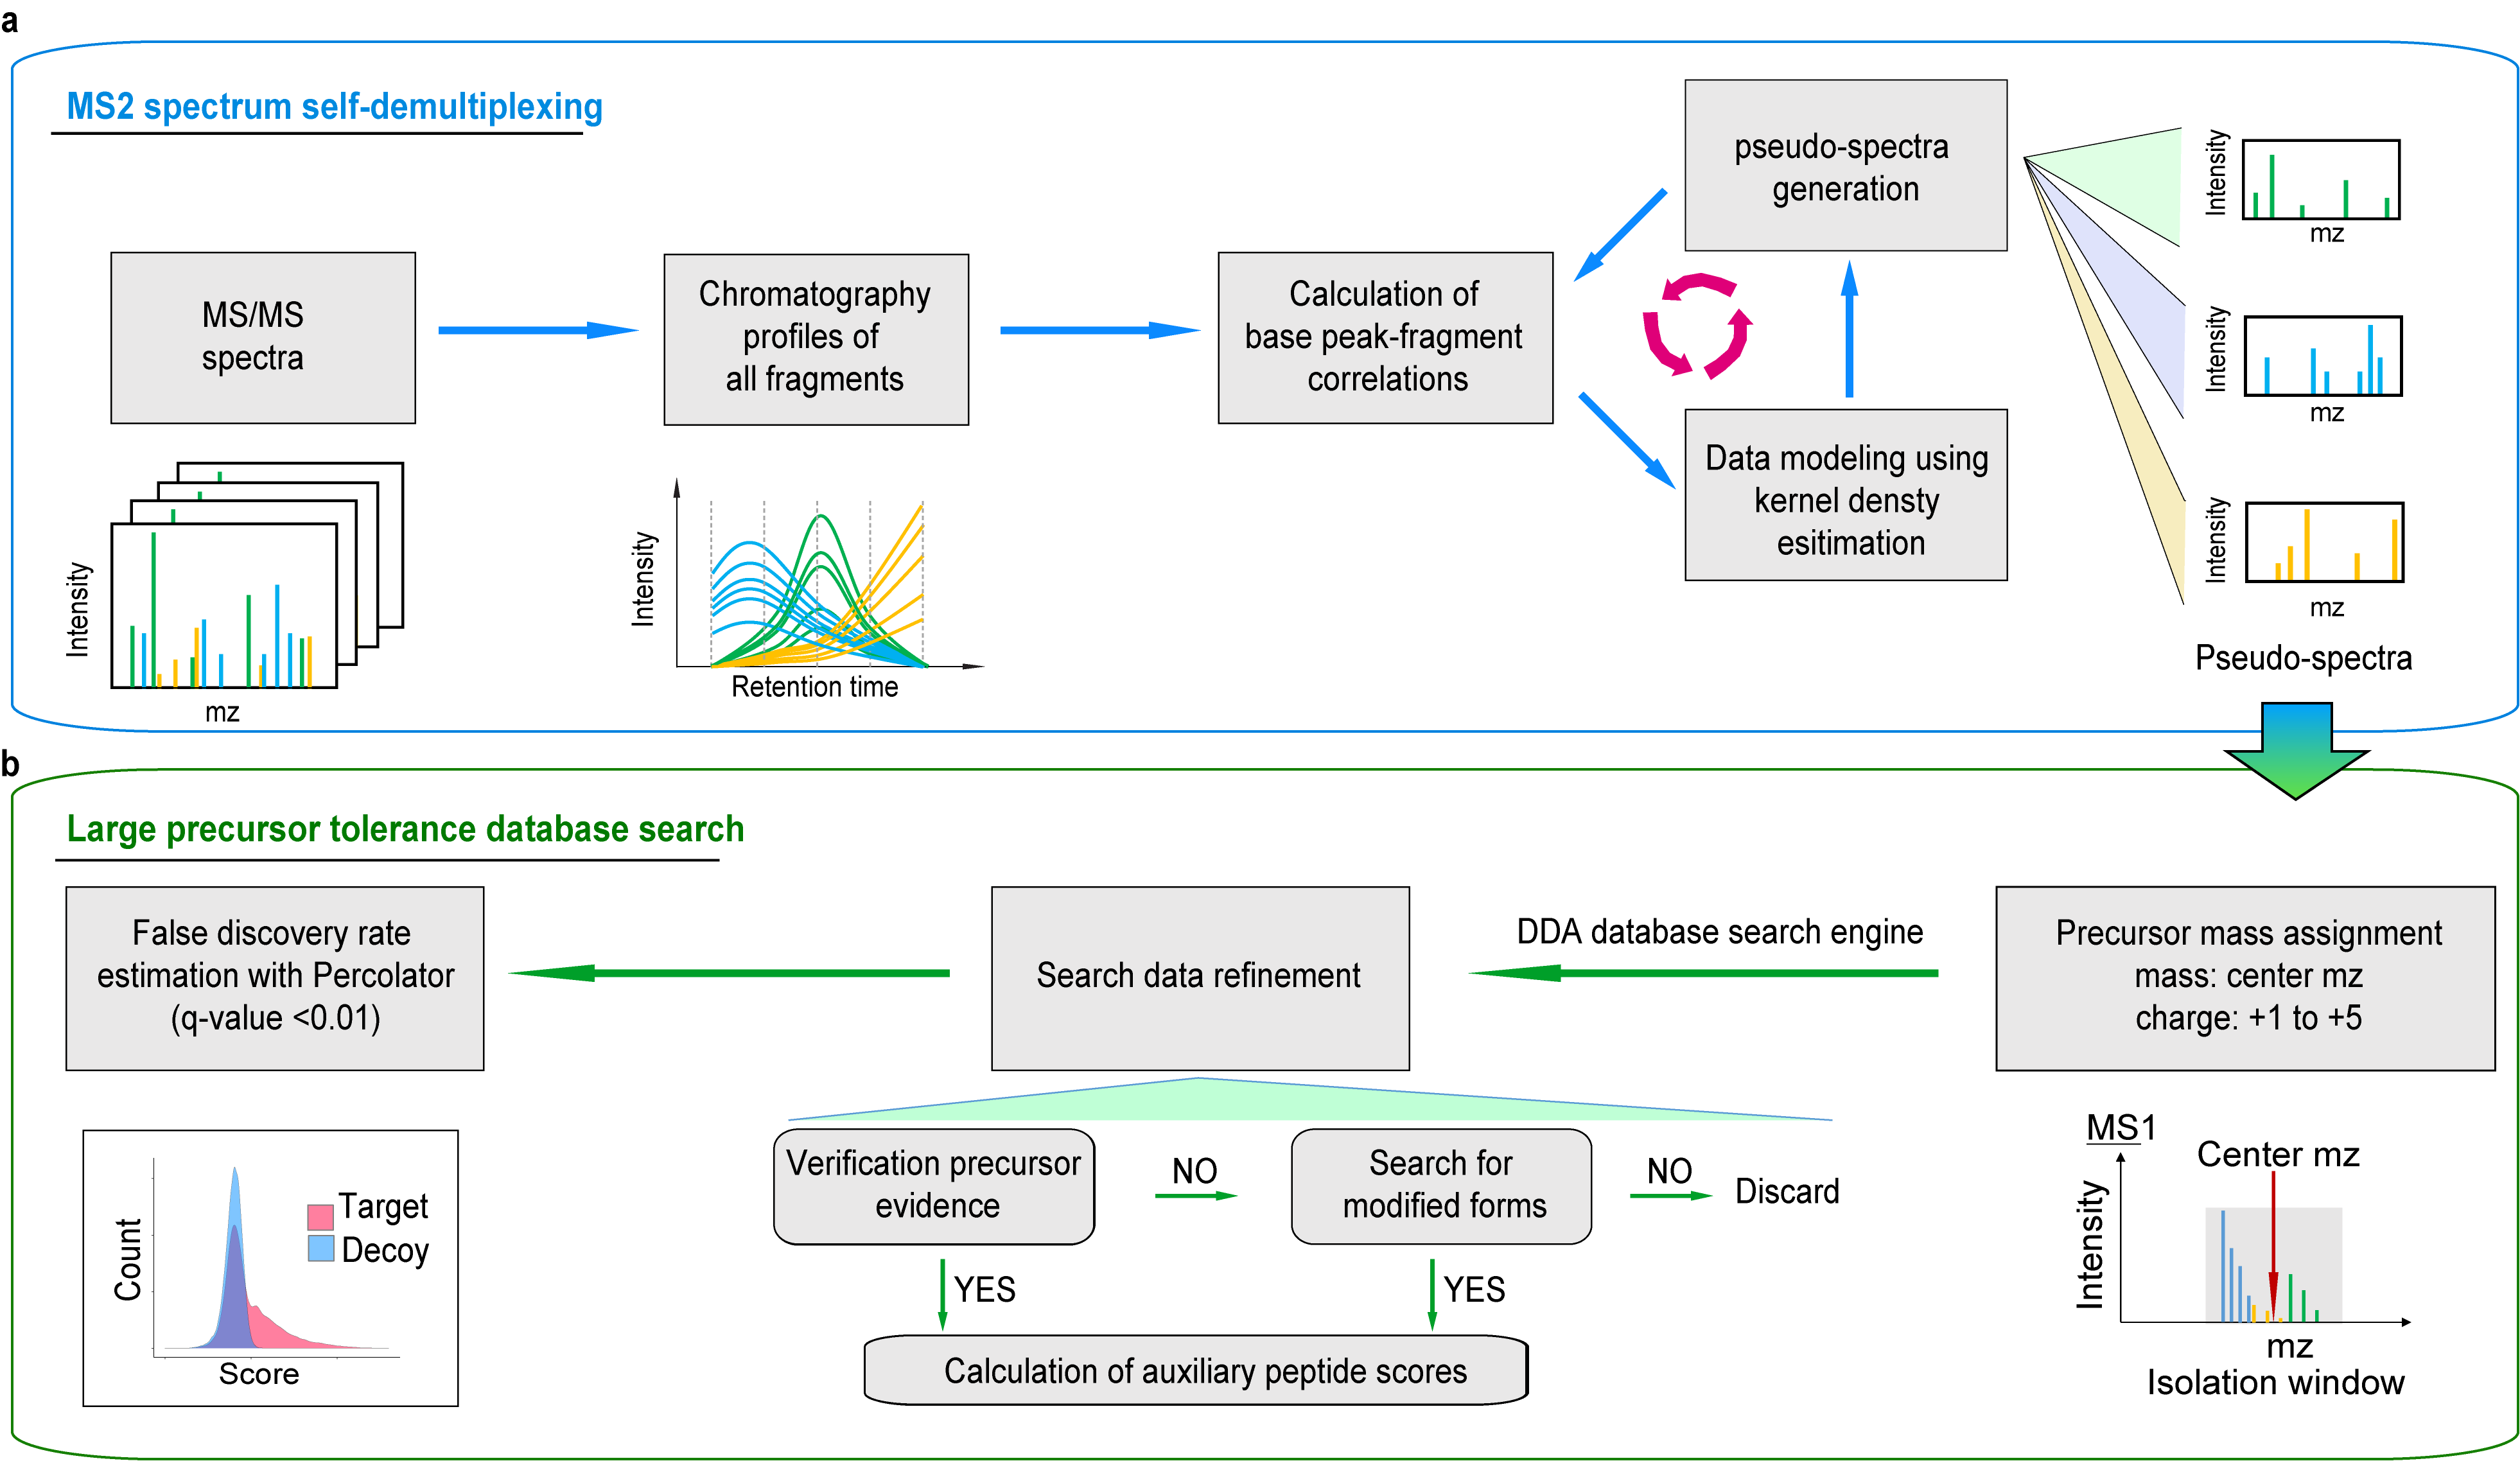 a
MS2 spectrum self-demultiplexing
MS/MS
spectra
Intensity
mz
Chromatography
profiles of
all fragments
Intensity
Retention time
Calculation of
base peak-fragment
correlations
pseudo-spectra
generation
Data modeling using
kernel densty
esitimation
Intensity
mz
Intensity
mz
Intensity
mz
Pseudo-spectra
b
Large precursor tolerance database search
False discovery rate
estimation with Percolator
(q-value <0.01)
Search data refinement
DDA database search engine
Precursor mass assignment
mass: center mz
charge: +1 to +5
Count
Target
Decoy
Score
Verification precursor
evidence
NO
Search for
modified forms
NO
Discard
YES
YES
Calculation of auxiliary peptide scores
MS1
Center mz
Intensity
mz
Isolation window